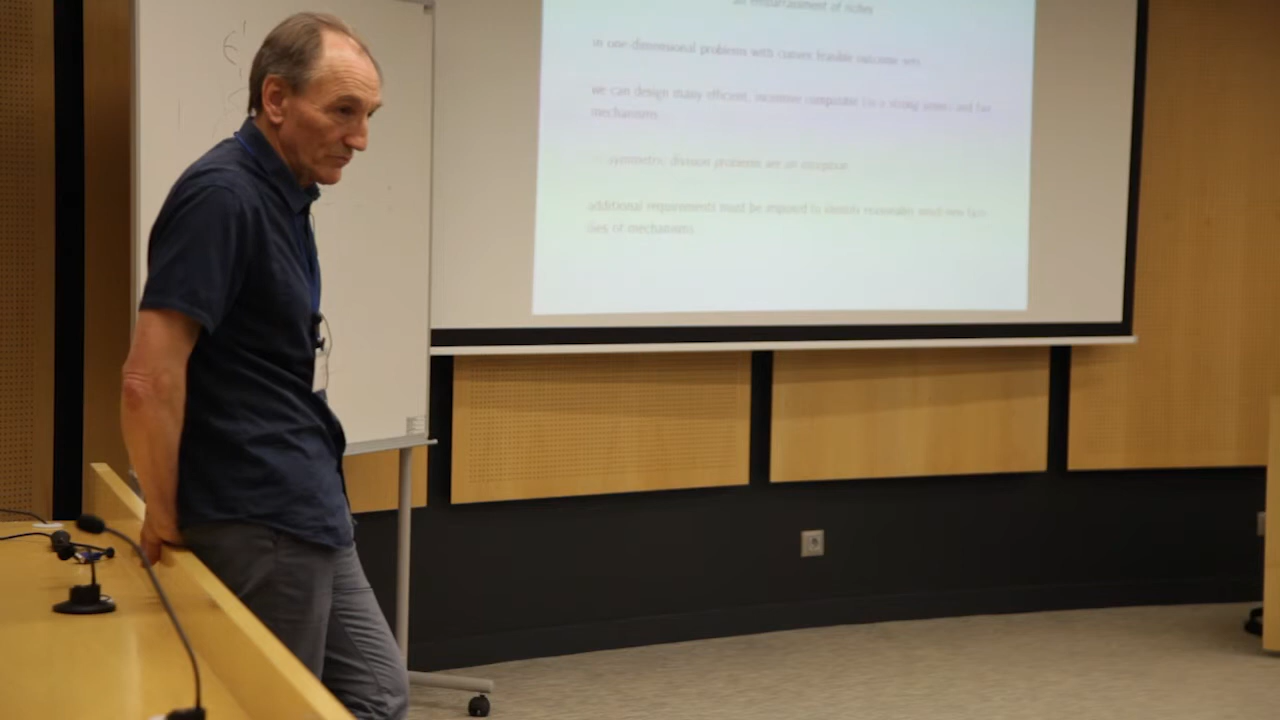 an embarrassment of riches
in one-dimensional problems with convex feasible outcome sets
we can design many efficient, incentive compatible (in a strong sense) and fair
mechanisms
symmetric division problems are an exception
additional requirements must be imposed to identify reasonably small new fami-
lies of mechanisms